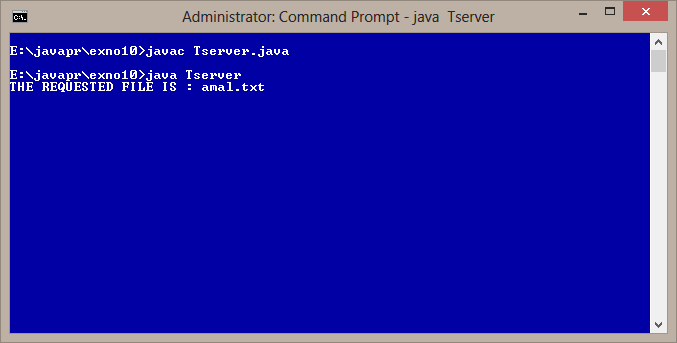 Administrator: Command Prompt - java  Tserver
E:\javapr\exno10>javac Tserver.java
E:\javapr\exno10>java Tserver
THE REQUESTED FILE IS : amal.txt